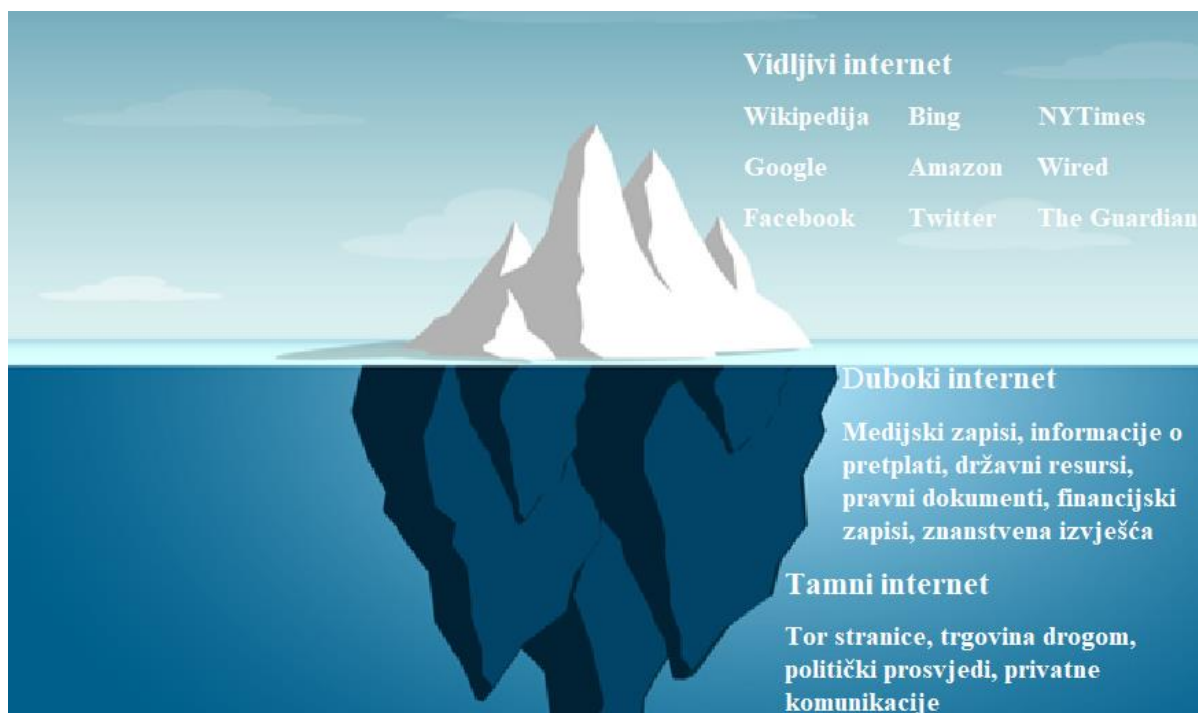 Vidljivi internet
Wikipedija Bing NYTimes
Google Amazon Wired
Facebook Twitter The Guardian
Duboki internet
Medijski zapisi, informacije o
pretplati, državni resursi,
pravni dokumenti, financijski
zapisi, znanstvena izvješća
Tamni internet
Tor stranice, trgovina drogom,
politički prosvjedi, privatne
komunikacije